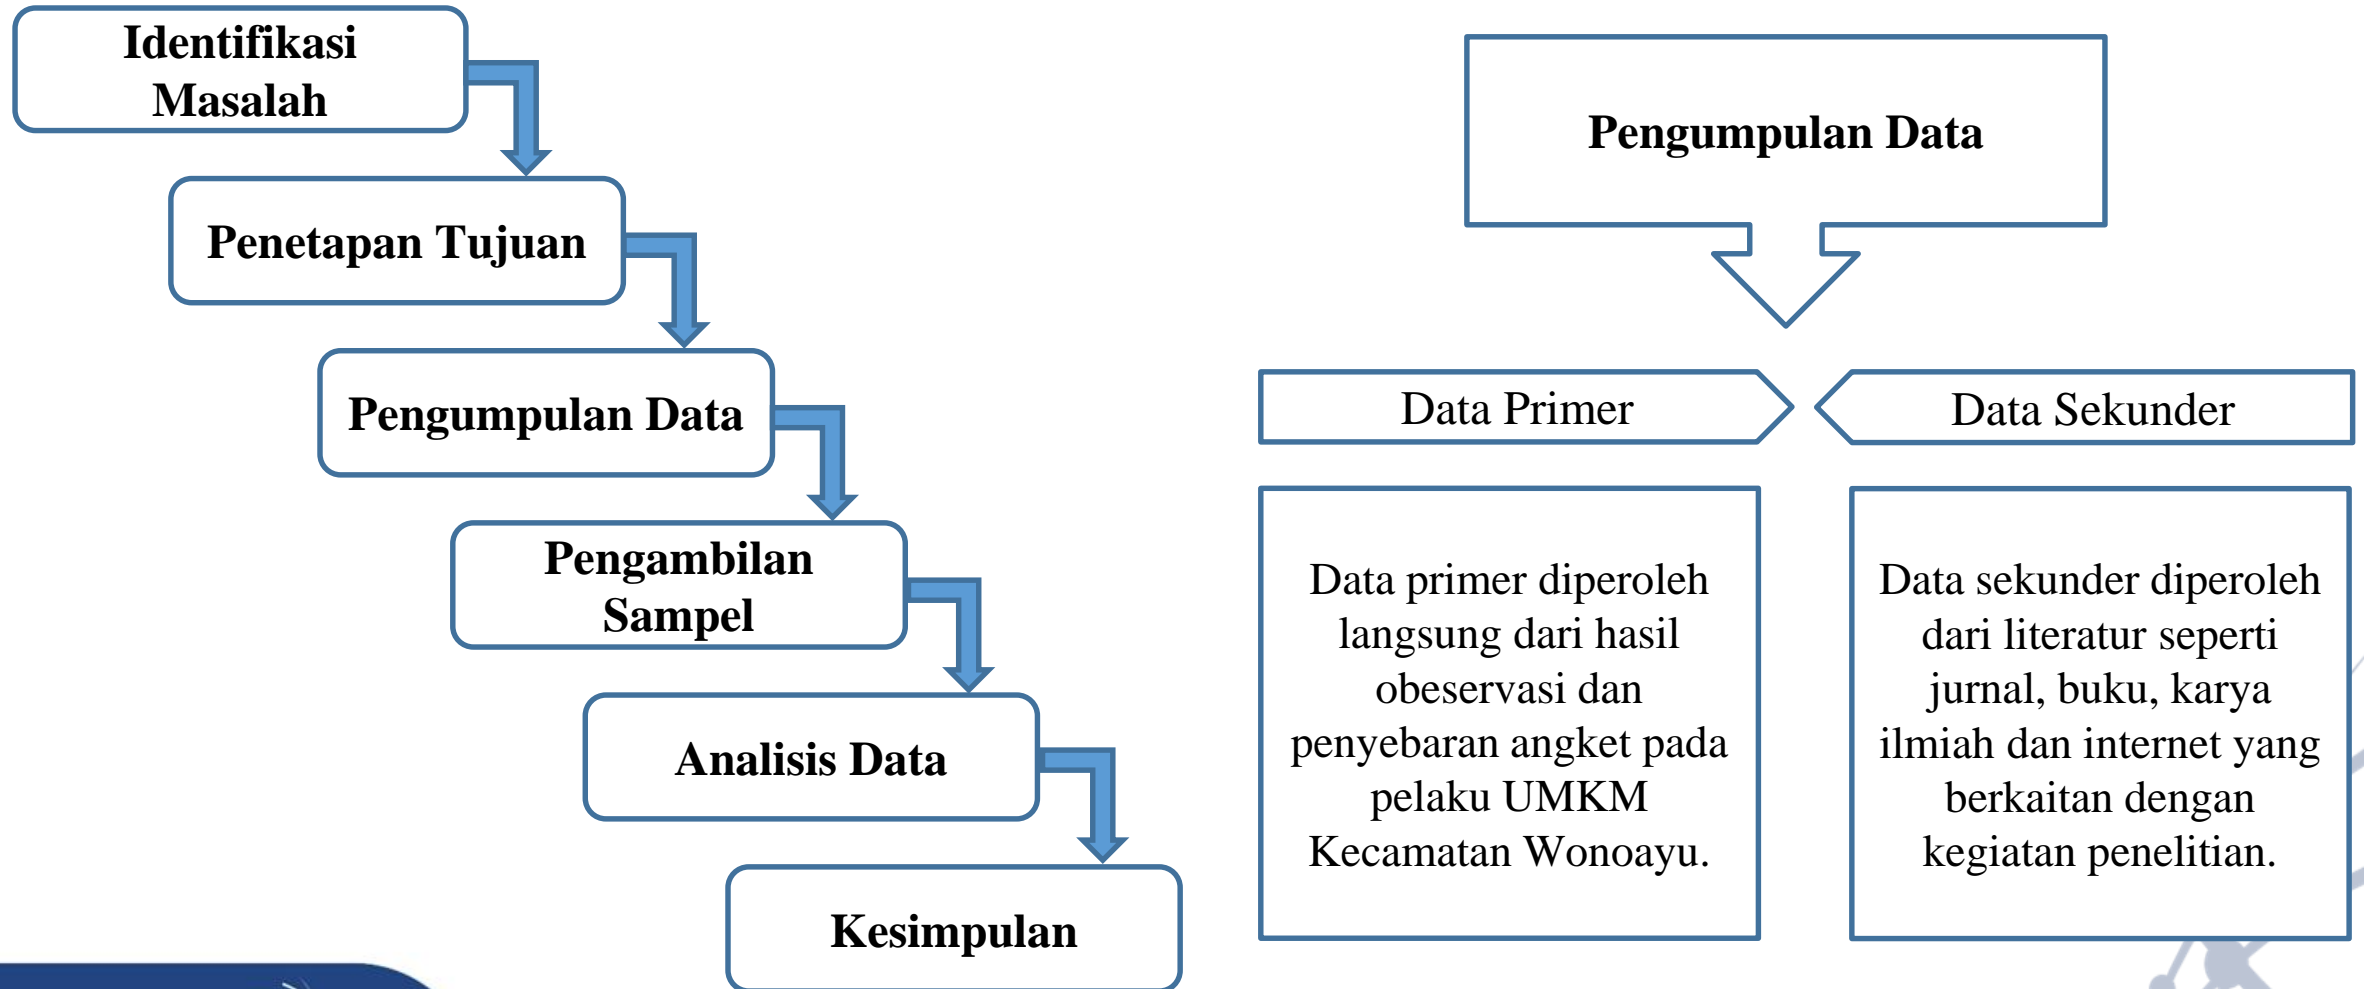 Identifikasi
Masalah
Penetapan Tujuan
Pengumpulan Data
Pengambilan
Sampel
Analisis Data
Kesimpulan
Pengumpulan Data
Data Primer
Data primer diperoleh
langsung dari hasil
obeservasi dan
penyebaran angket pada
pelaku UMKM
Kecamatan Wonoayu.
Data Sekunder
Data sekunder diperoleh
dari literatur seperti
jurnal, buku, karya
ilmiah dan internet yang
berkaitan dengan
kegiatan penelitian.